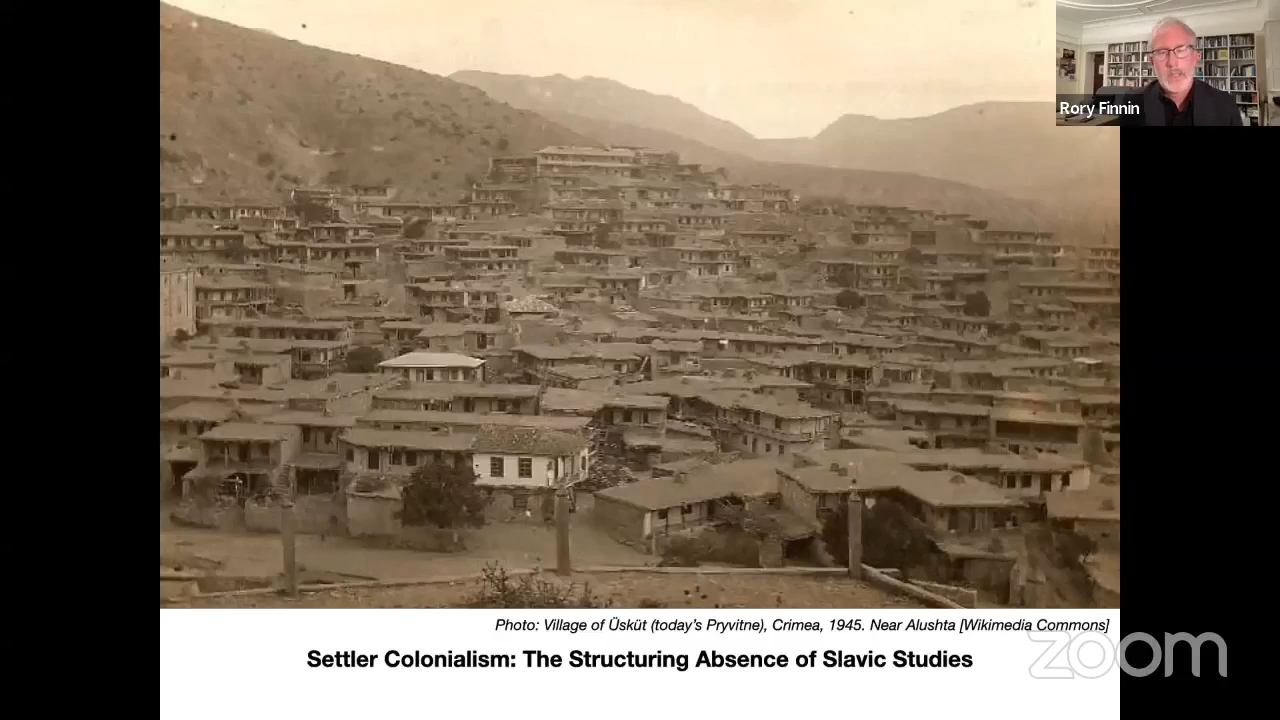 Rory Finnin
Photo: Village of Üsküt (today's Pryvitne), Crimea, 1945. Near Alushta [Wikimedia Commons]
Settler Colonialism: The Structuring Absence of Slavic Studies
zoom